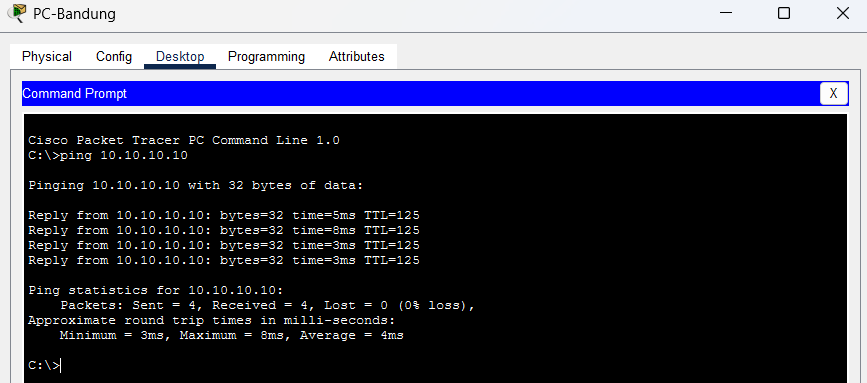 PC-Bandung
Physical Config Desktop Programming Attributes
Command Prompt X
Cisco Packet Tracer PC Command Line 1.0
C:\>ping 10.10.10.10
Pinging 10.10.10.10 with 32 bytes of data:
Reply from 10.10.10.10: bytes=32 time=5ms TTL=125
Reply from 10.10.10.10: bytes=32 time=8ms TTL=125
Reply from 10.10.10.10: bytes=32 time=3ms TTL=125
Reply from 10.10.10.10: bytes=32 time=3ms TTL=125
Ping statistics for 10.10.10.10:
    Packets: Sent = 4, Received = 4, Lost = 0 (0% loss),
Approximate round trip times in milli-seconds:
    Minimum = 3ms, Maximum = 8ms, Average = 4ms
C:\>